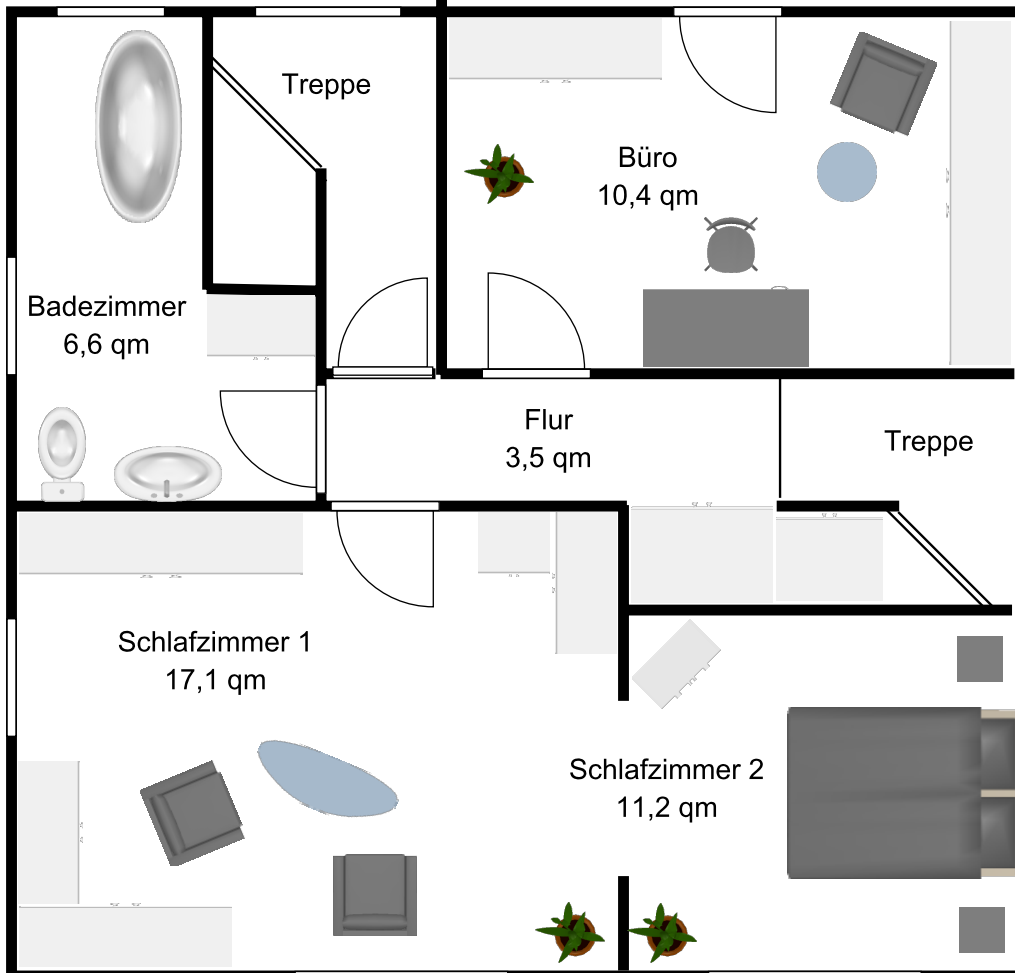 Treppe
Büro
10,4 qm
Badezimmer
6,6 qm
Flur
3,5 qm
Treppe
Schlafzimmer 1
17,1 qm
Schlafzimmer 2
11,2 qm